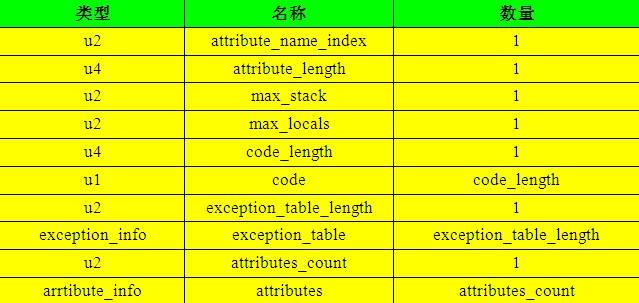 类型 名称 数量
u2 attribute_name_index 1
u4 attribute_length 1
u2 max_stack 1
u2 max_locals 1
u4 code_length 1
u1 code code_length
u2 exception_table_length 1
exception_info exception_table exception_table_length
u2 attributes_count 1
arrtibute_info attributes attributes_count